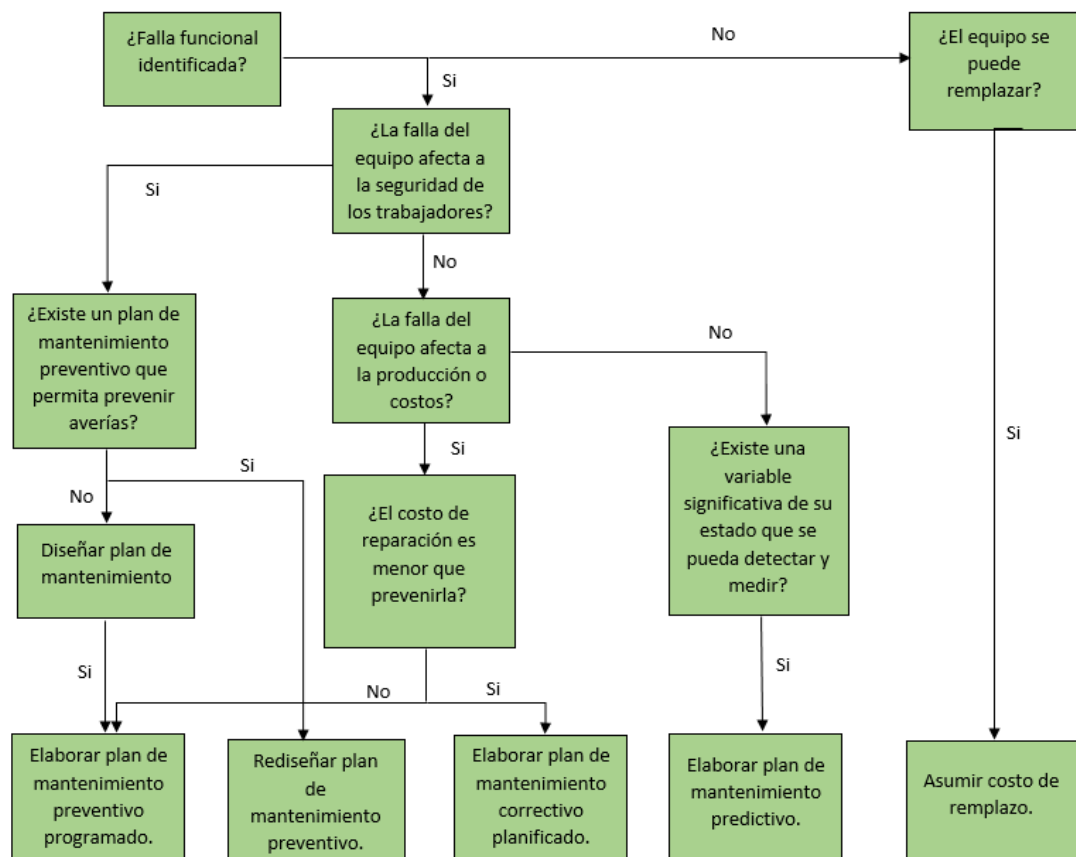 ¿Falla funcional
identificada?
No
¿El equipo se
puede
remplazar?
Si
¿La falla del
equipo afecta a
la seguridad de
los trabajadores?
Si
No
¿Existe un plan de
mantenimiento
preventivo que
permita prevenir
averías?
¿La falla del
equipo afecta a
la producción o
costos?
No
Si
Si
Si
No
¿Existe una
variable
significativa de su
estado que se
pueda detectar y
medir?
Diseñar plan de
mantenimiento
¿El costo de
reparación es
menor que
prevenirla?
Si
No
Si
Si
Elaborar plan de
mantenimiento
preventivo
programado.
Rediseñar plan
de
mantenimiento
preventivo.
Elaborar plan de
mantenimiento
correctivo
planificado.
Elaborar plan de
mantenimiento
predictivo.
Asumir costo de
remplazo.